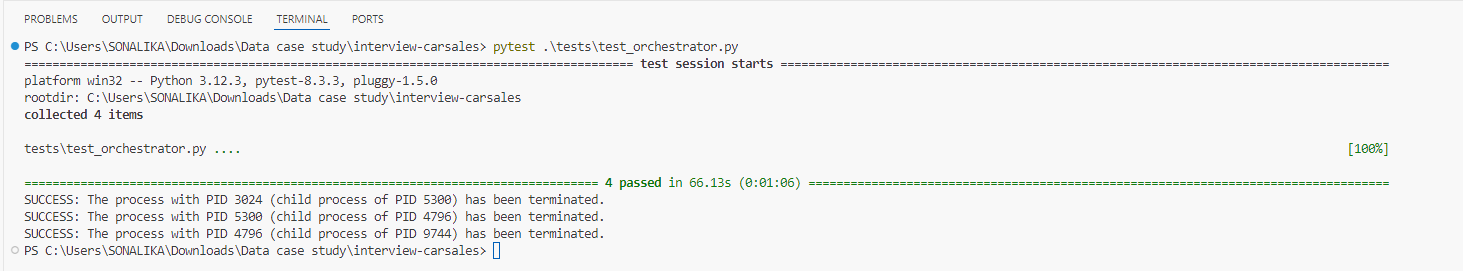 PROBLEMS OUTPUT DEBUG CONSOLE TERMINAL PORTS
PS C:\Users\SONALIKA\Downloads\Data case study\interview-carsales> pytest .\tests\test_orchestrator.py
======================================================================================= test session starts =======================================================================================
platform win32 -- Python 3.12.3, pytest-8.3.3, pluggy-1.5.0
rootdir: C:\Users\SONALIKA\Downloads\Data case study\interview-carsales
collected 4 items
tests\test_orchestrator.py .... [100%]
================================================================================== 4 passed in 66.13s (0:01:06) ===================================================================================
SUCCESS: The process with PID 3024 (child process of PID 5300) has been terminated.
SUCCESS: The process with PID 5300 (child process of PID 4796) has been terminated.
SUCCESS: The process with PID 4796 (child process of PID 9744) has been terminated.
PS C:\Users\SONALIKA\Downloads\Data case study\interview-carsales>